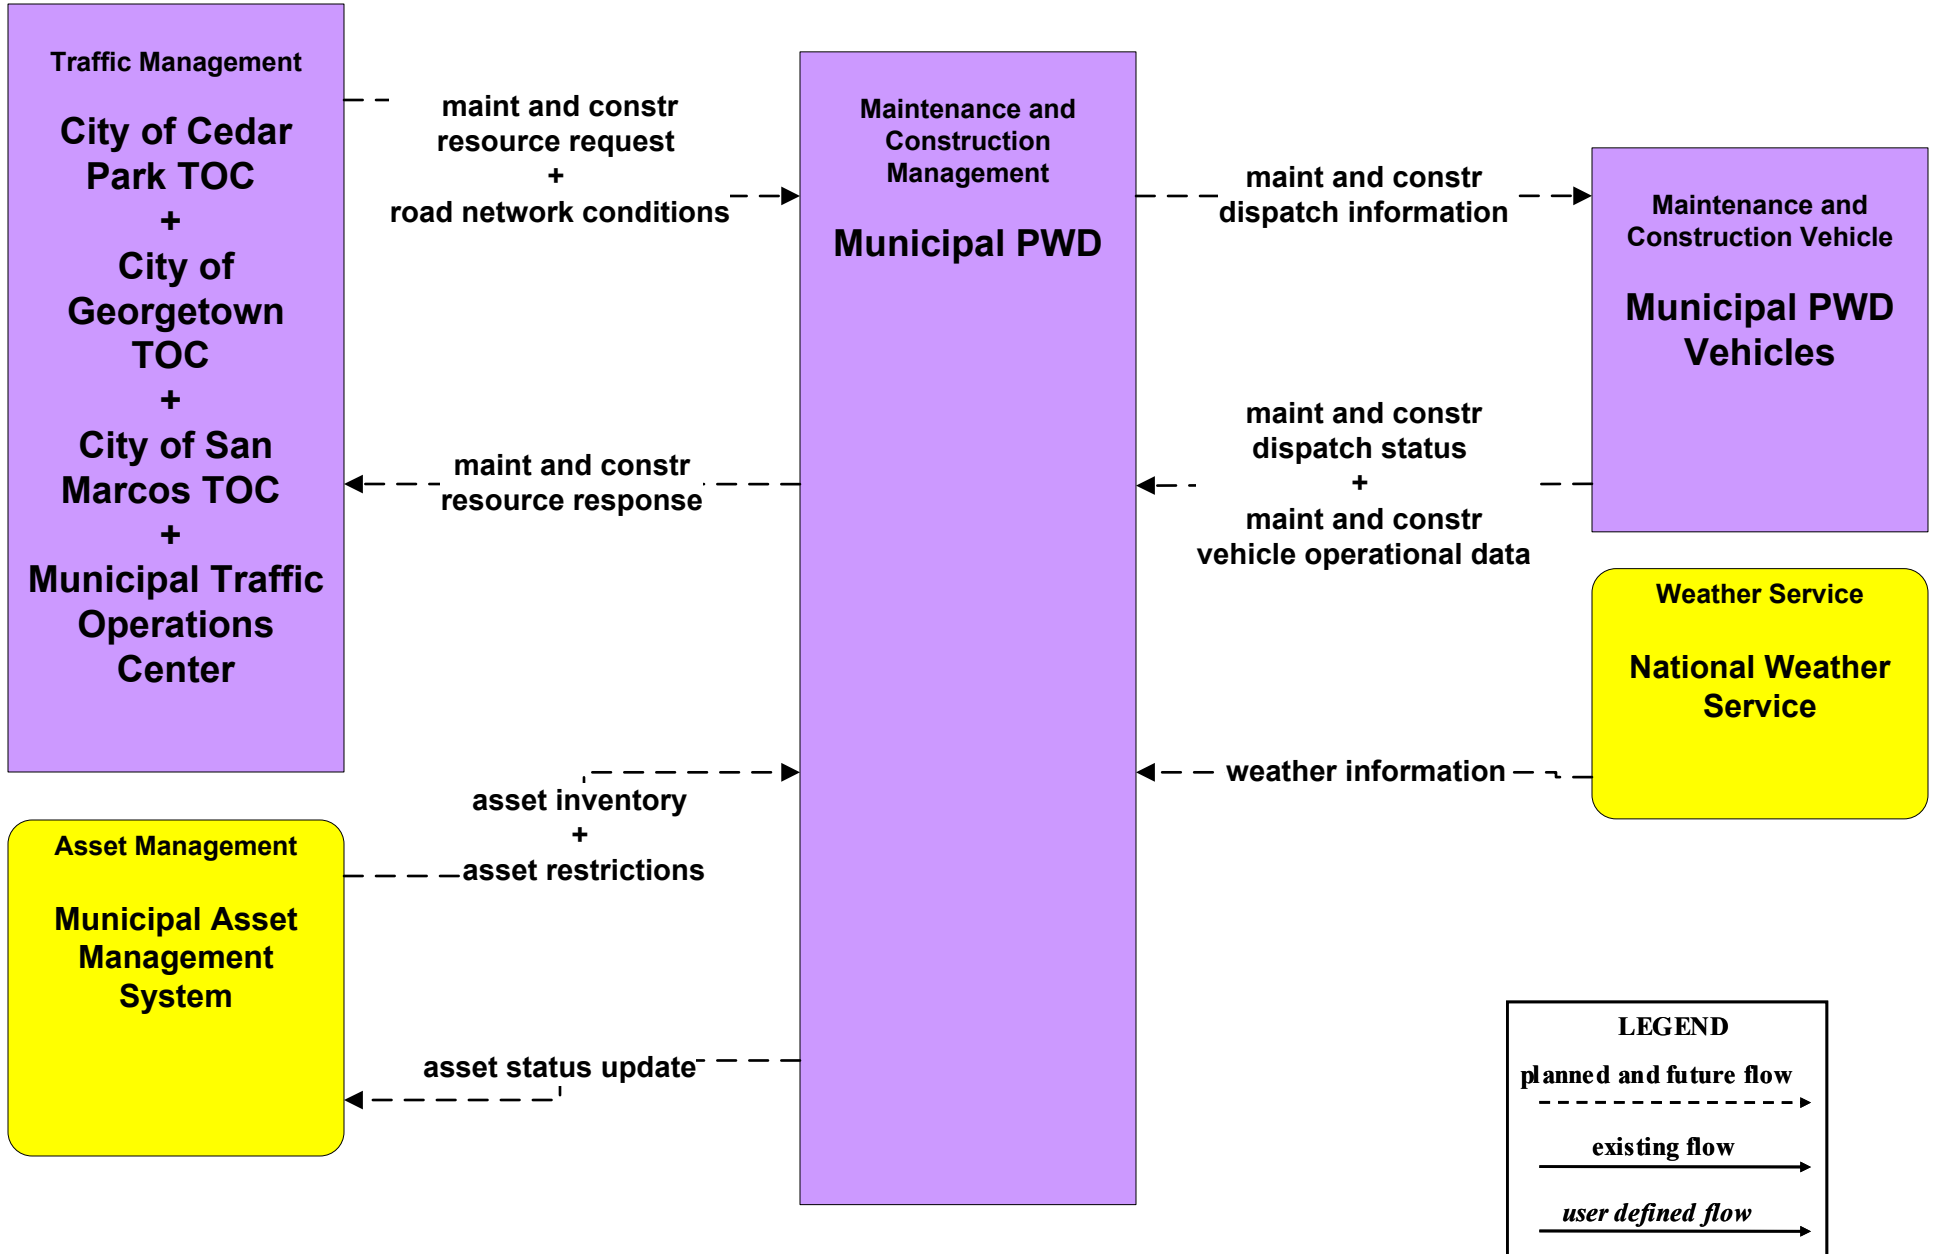 Traffic Management
City of Cedar
Park TOC
+
City of
Georgetown
TOC
+
City of San
Marcos TOC
+
Municipal Traffic
Operations
Center
maint and constr
resource request
+
road network conditions
maint and constr
resource response
Maintenance and
Construction
Management
Municipal PWD
maint and constr
dispatch information
maint and constr
dispatch status
+
maint and constr
vehicle operational data
Maintenance and
Construction Vehicle
Municipal PWD
Vehicles
Weather Service
National Weather
Service
weather information
Asset Management
Municipal Asset
Management
System
asset inventory
+
asset restrictions
asset status update
LEGEND
planned and future flow
existing flow
user defined flow